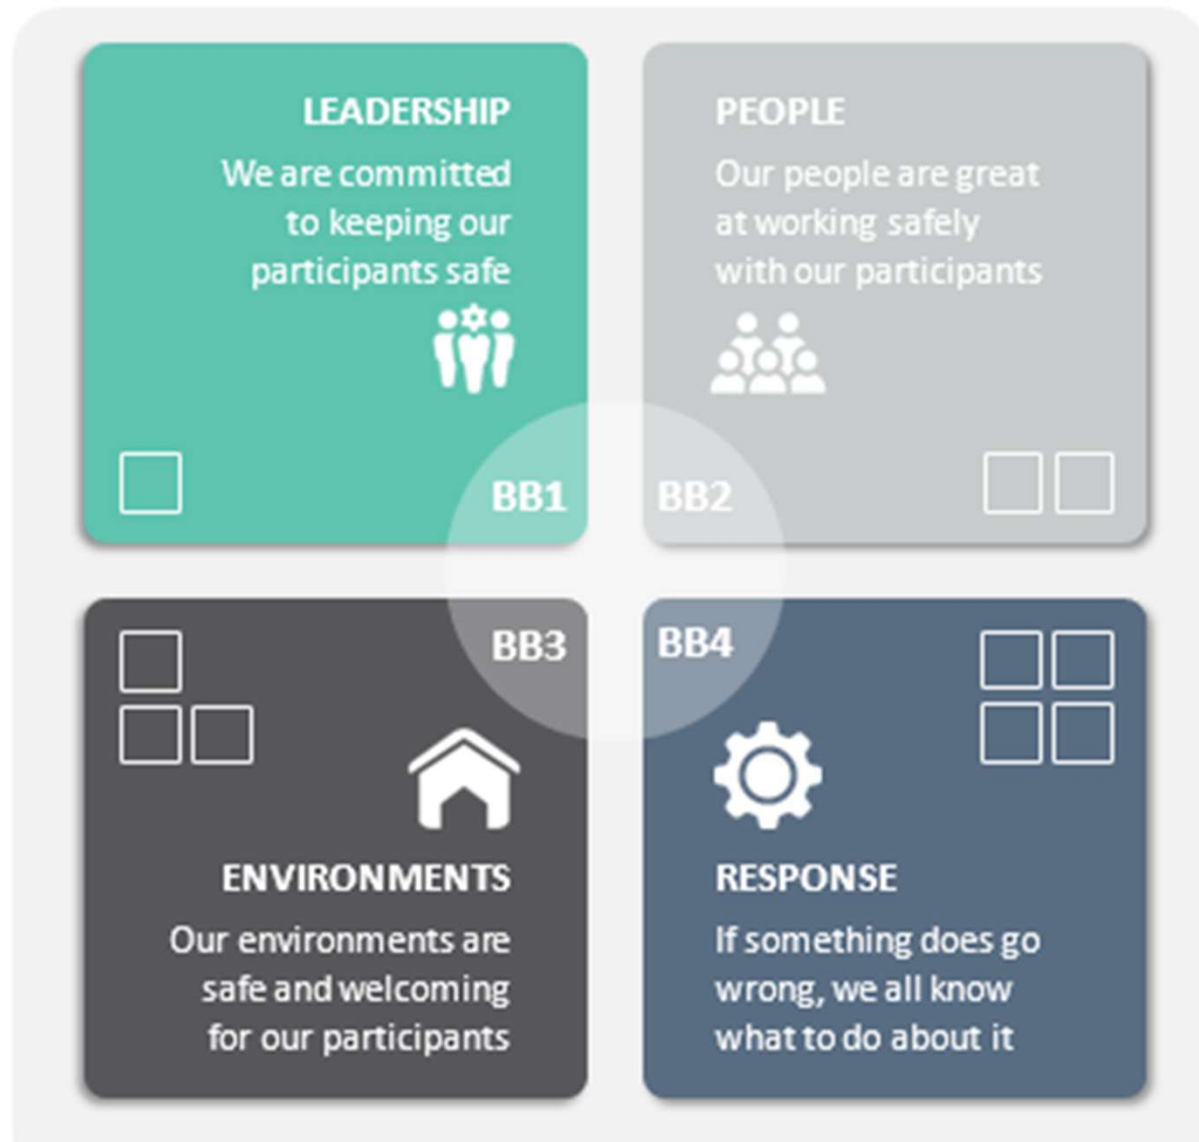 LEADERSHIP
We are committed
to keeping our
participants safe
BB1
PEOPLE
Our people are great
at working safely
with our participants
BB2
BB3
ENVIRONMENTS
Our environments are
safe and welcoming
for our participants
BB4
RESPONSE
If something does go
wrong, we all know
what to do about it